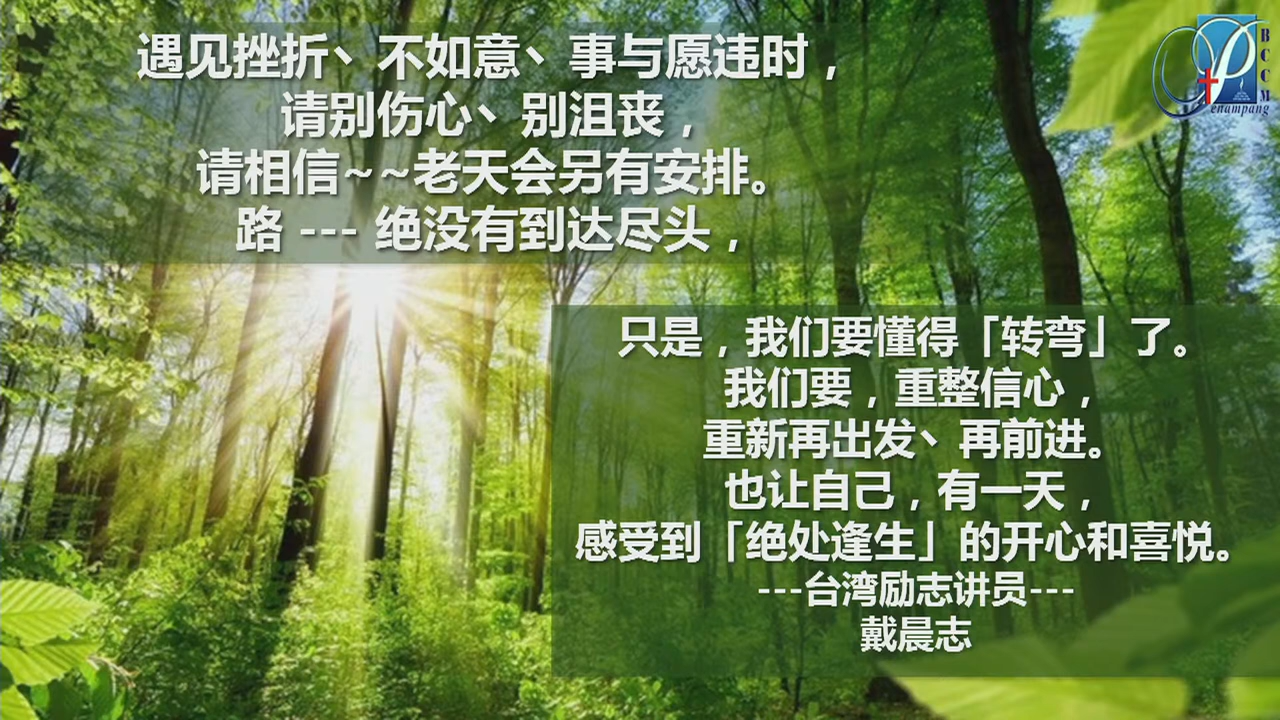 遇见挫折、不如意、事与愿违时，
请别伤心、别沮丧，
请相信~~老天会另有安排。
路 --- 绝没有到达尽头，
只是，我们要懂得「转弯」了。
我们要，重整信心，
重新再出发、再前进。
也让自己，有一天，
感受到「绝处逢生」的开心和喜悦。
---台湾励志讲员---
戴晨志
BCCM
Penampang